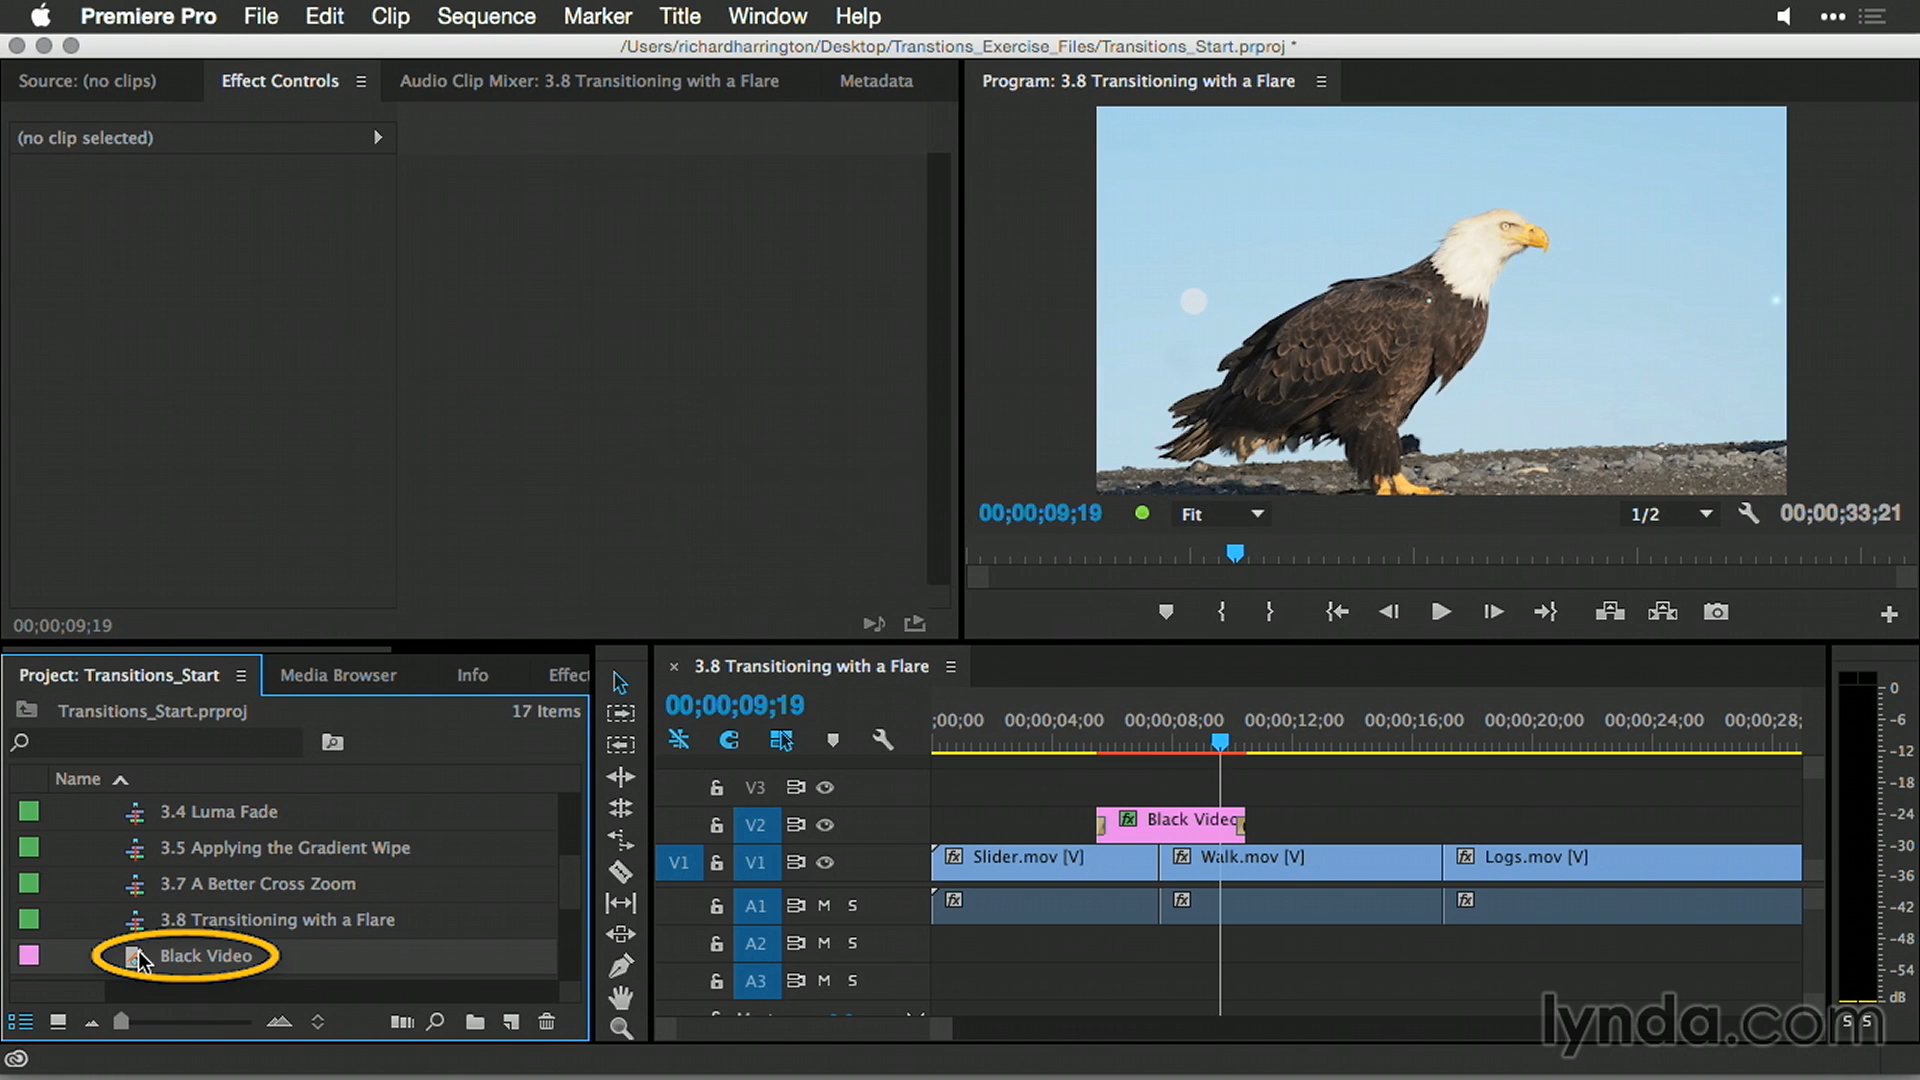 Premiere Pro File Edit Clip Sequence Marker Title Window Help
/Users/richardharrington/Desktop/Transtions_Exercise_Files/Transitions_Start.prproj *
Source: (no clips) Effect Controls Audio Clip Mixer: 3.8 Transitioning with a Flare Metadata
Program: 3.8 Transitioning with a Flare
(no clip selected)
00;00;09;19 Fit 1/2 00;00;33;21
00;00;09;19
Project: Transitions_Start Media Browser Info Effect
3.8 Transitioning with a Flare
Transitions_Start.prproj 17 Items
00;00;09;19
;00;00 00;00;04;00 00;00;08;00 00;00;12;00 00;00;16;00 00;00;20;00 00;00;24;00 00;00;28;
Name
3.4 Luma Fade
3.5 Applying the Gradient Wipe
3.7 A Better Cross Zoom
3.8 Transitioning with a Flare
Black Video
V3
V2 fx Black Video
V1 V1 fx Slider.mov [V] fx Walk.mov [V] fx Logs.mov [V]
A1 M S fx fx fx
A2 M S
A3 M S
0
-6
-12
-18
-24
-30
-36
-42
-48
-54
dB
S S
lynda.com